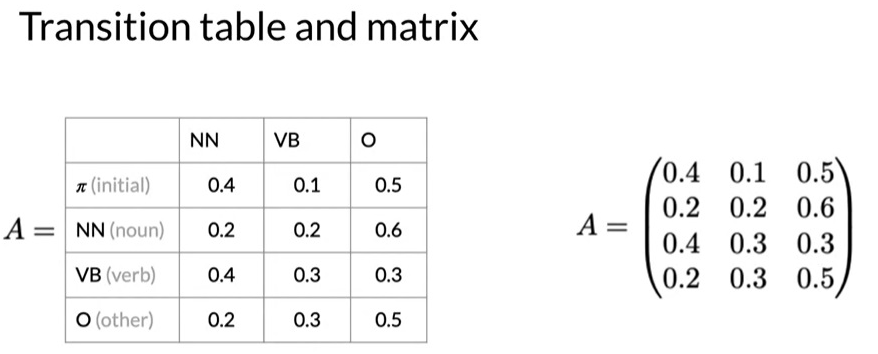 Transition table and matrix
NN VB O
π (initial) 0.4 0.1 0.5
A = NN (noun) 0.2 0.2 0.6
VB (verb) 0.4 0.3 0.3
O (other) 0.2 0.3 0.5
A =
0.4 0.1 0.5
0.2 0.2 0.6
0.4 0.3 0.3
0.2 0.3 0.5